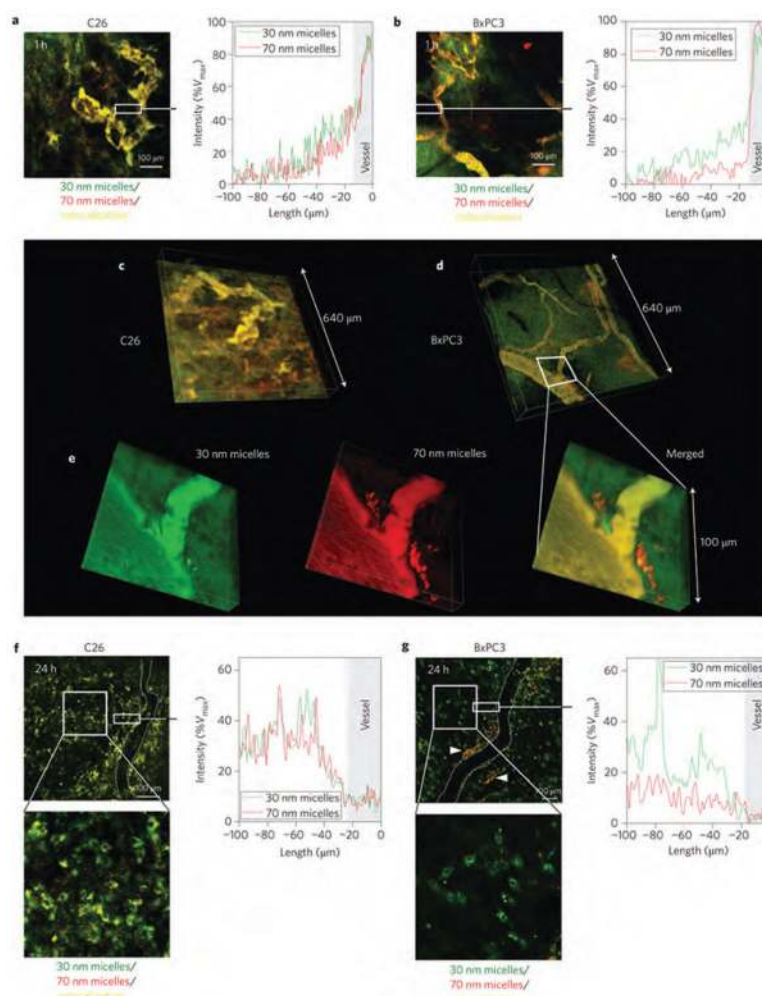 a
C26
1 h
100 µm
30 nm micelles/
70 nm micelles/
30 nm micelles
70 nm micelles
Intensity (%Vmax)
100
80
60
40
20
0
Vessel
−100 −80 −60 −40 −20 0
Length (µm)
b
BxPC3
1 h
100 µm
30 nm micelles/
70 nm micelles/
30 nm micelles
70 nm micelles
Intensity (%Vmax)
100
80
60
40
20
0
Vessel
−100 −80 −60 −40 −20 0
Length (µm)
c
C26
640 µm
d
BxPC3
640 µm
e
30 nm micelles
70 nm micelles
Merged
100 µm
f
C26
24 h
100 µm
30 nm micelles/
70 nm micelles/
Intensity (%Vmax)
60
40
20
0
Vessel
30 nm micelles
70 nm micelles
−100 −80 −60 −40 −20 0
Length (µm)
g
BxPC3
24 h
100 µm
30 nm micelles/
70 nm micelles/
30 nm micelles
70 nm micelles
Intensity (%Vmax)
60
40
20
0
Vessel
−100 −80 −60 −40 −20
Length (µm)